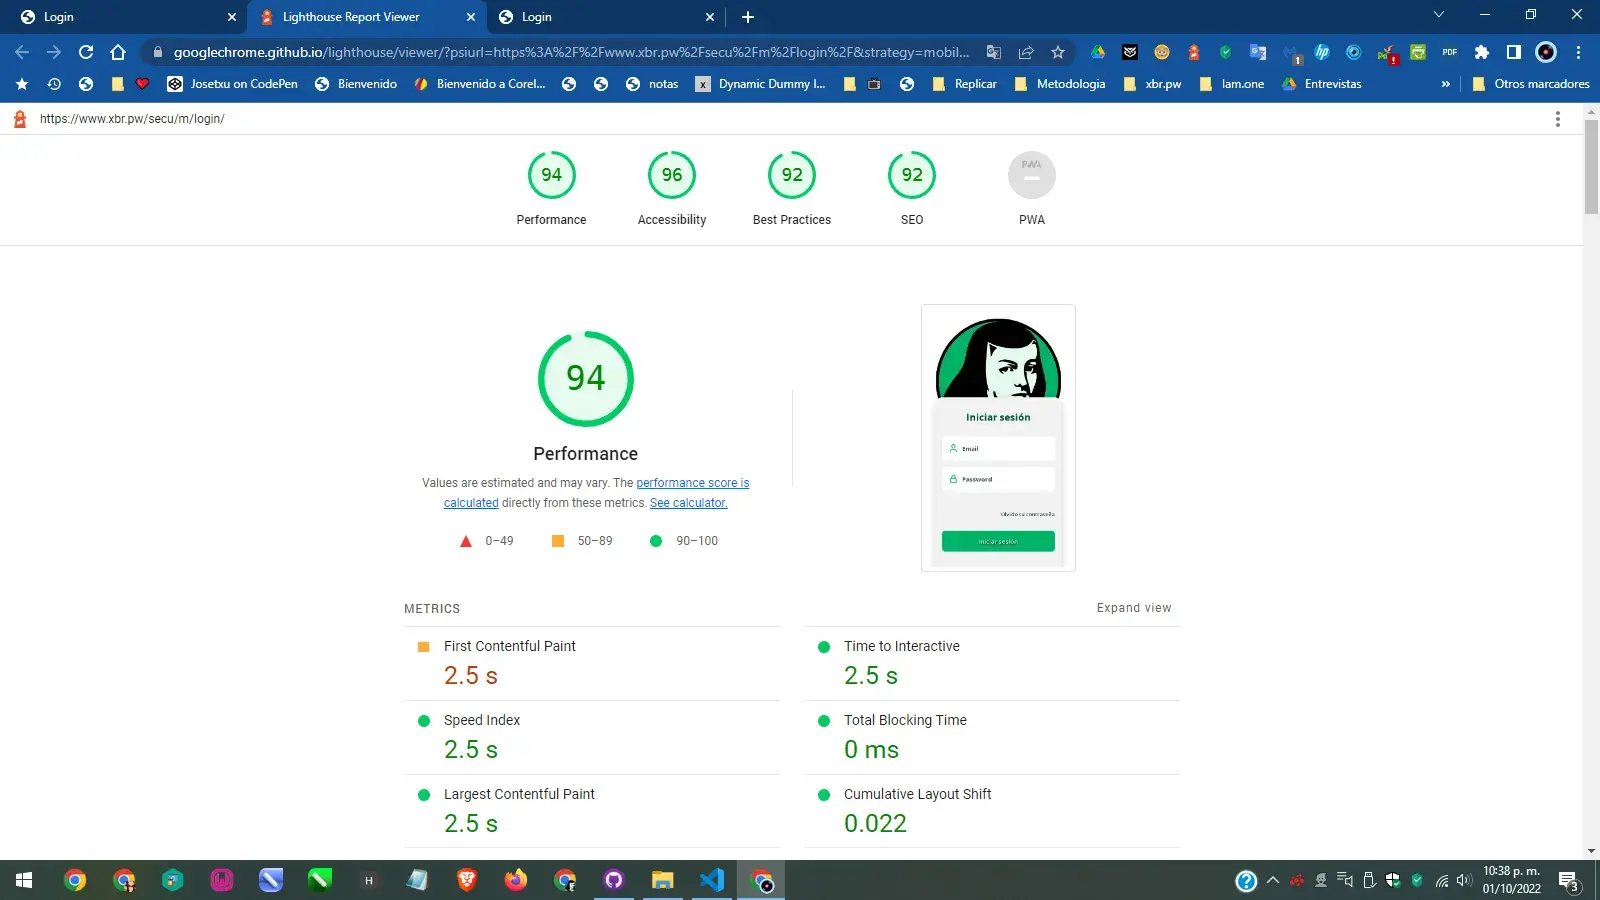 Login
Lighthouse Report Viewer
Login
googlechrome.github.io/lighthouse/viewer/?psiurl=https%3A%2F%2Fwww.xbr.pw%2Fsecu%2Fm%2Flogin%2F&strategy=mobil...
1
PDF
Josetxu on CodePen
Bienvenido
Bienvenido a Corel...
notas
Dynamic Dummy I...
Replicar
Metodologia
xbr.pw
Iam.one
Entrevistas
»
Otros marcadores
https://www.xbr.pw/secu/m/login/
94
96
92
92
PWA
Performance
Accessibility
Best Practices
SEO
PWA
94
Performance
Values are estimated and may vary. The performance score is
calculated directly from these metrics. See calculator.
0–49
50–89
90–100
Iniciar sesión
Email
Password
Olvido su contraseña
Iniciar sesión
METRICS
Expand view
First Contentful Paint
2.5 s
Time to Interactive
2.5 s
Speed Index
2.5 s
Total Blocking Time
0 ms
Largest Contentful Paint
2.5 s
Cumulative Layout Shift
0.022
H
10:38 p. m.
01/10/2022
3